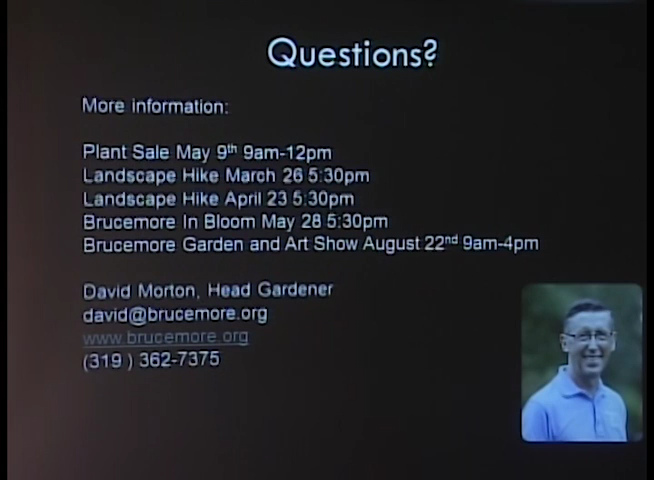 Questions?
More information:
Plant Sale May 9th 9am-12pm
Landscape Hike March 26 5:30pm
Landscape Hike April 23 5:30pm
Brucemore In Bloom May 28 5:30pm
Brucemore Garden and Art Show August 22nd 9am-4pm
David Morton, Head Gardener
david@brucemore.org
www.brucemore.org
(319 ) 362-7375